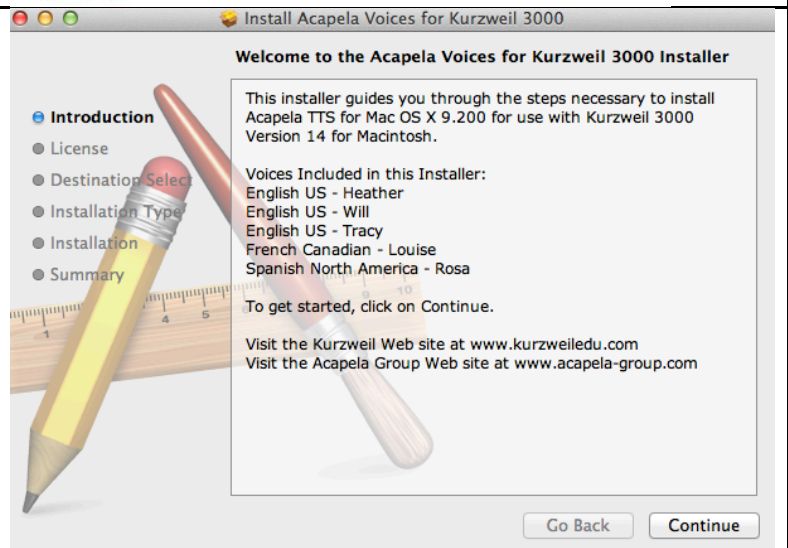 Install Acapela Voices for Kurzweil 3000
Welcome to the Acapela Voices for Kurzweil 3000 Installer
Introduction
License
Destination Select
Installation Type
Installation
Summary
This installer guides you through the steps necessary to install
Acapela TTS for Mac OS X 9.200 for use with Kurzweil 3000
Version 14 for Macintosh.
Voices Included in this Installer:
English US - Heather
English US - Will
English US - Tracy
French Canadian - Louise
Spanish North America - Rosa
To get started, click on Continue.
Visit the Kurzweil Web site at www.kurzweiledu.com
Visit the Acapela Group Web site at www.acapela-group.com
1
4
5
9
10
Go Back
Continue